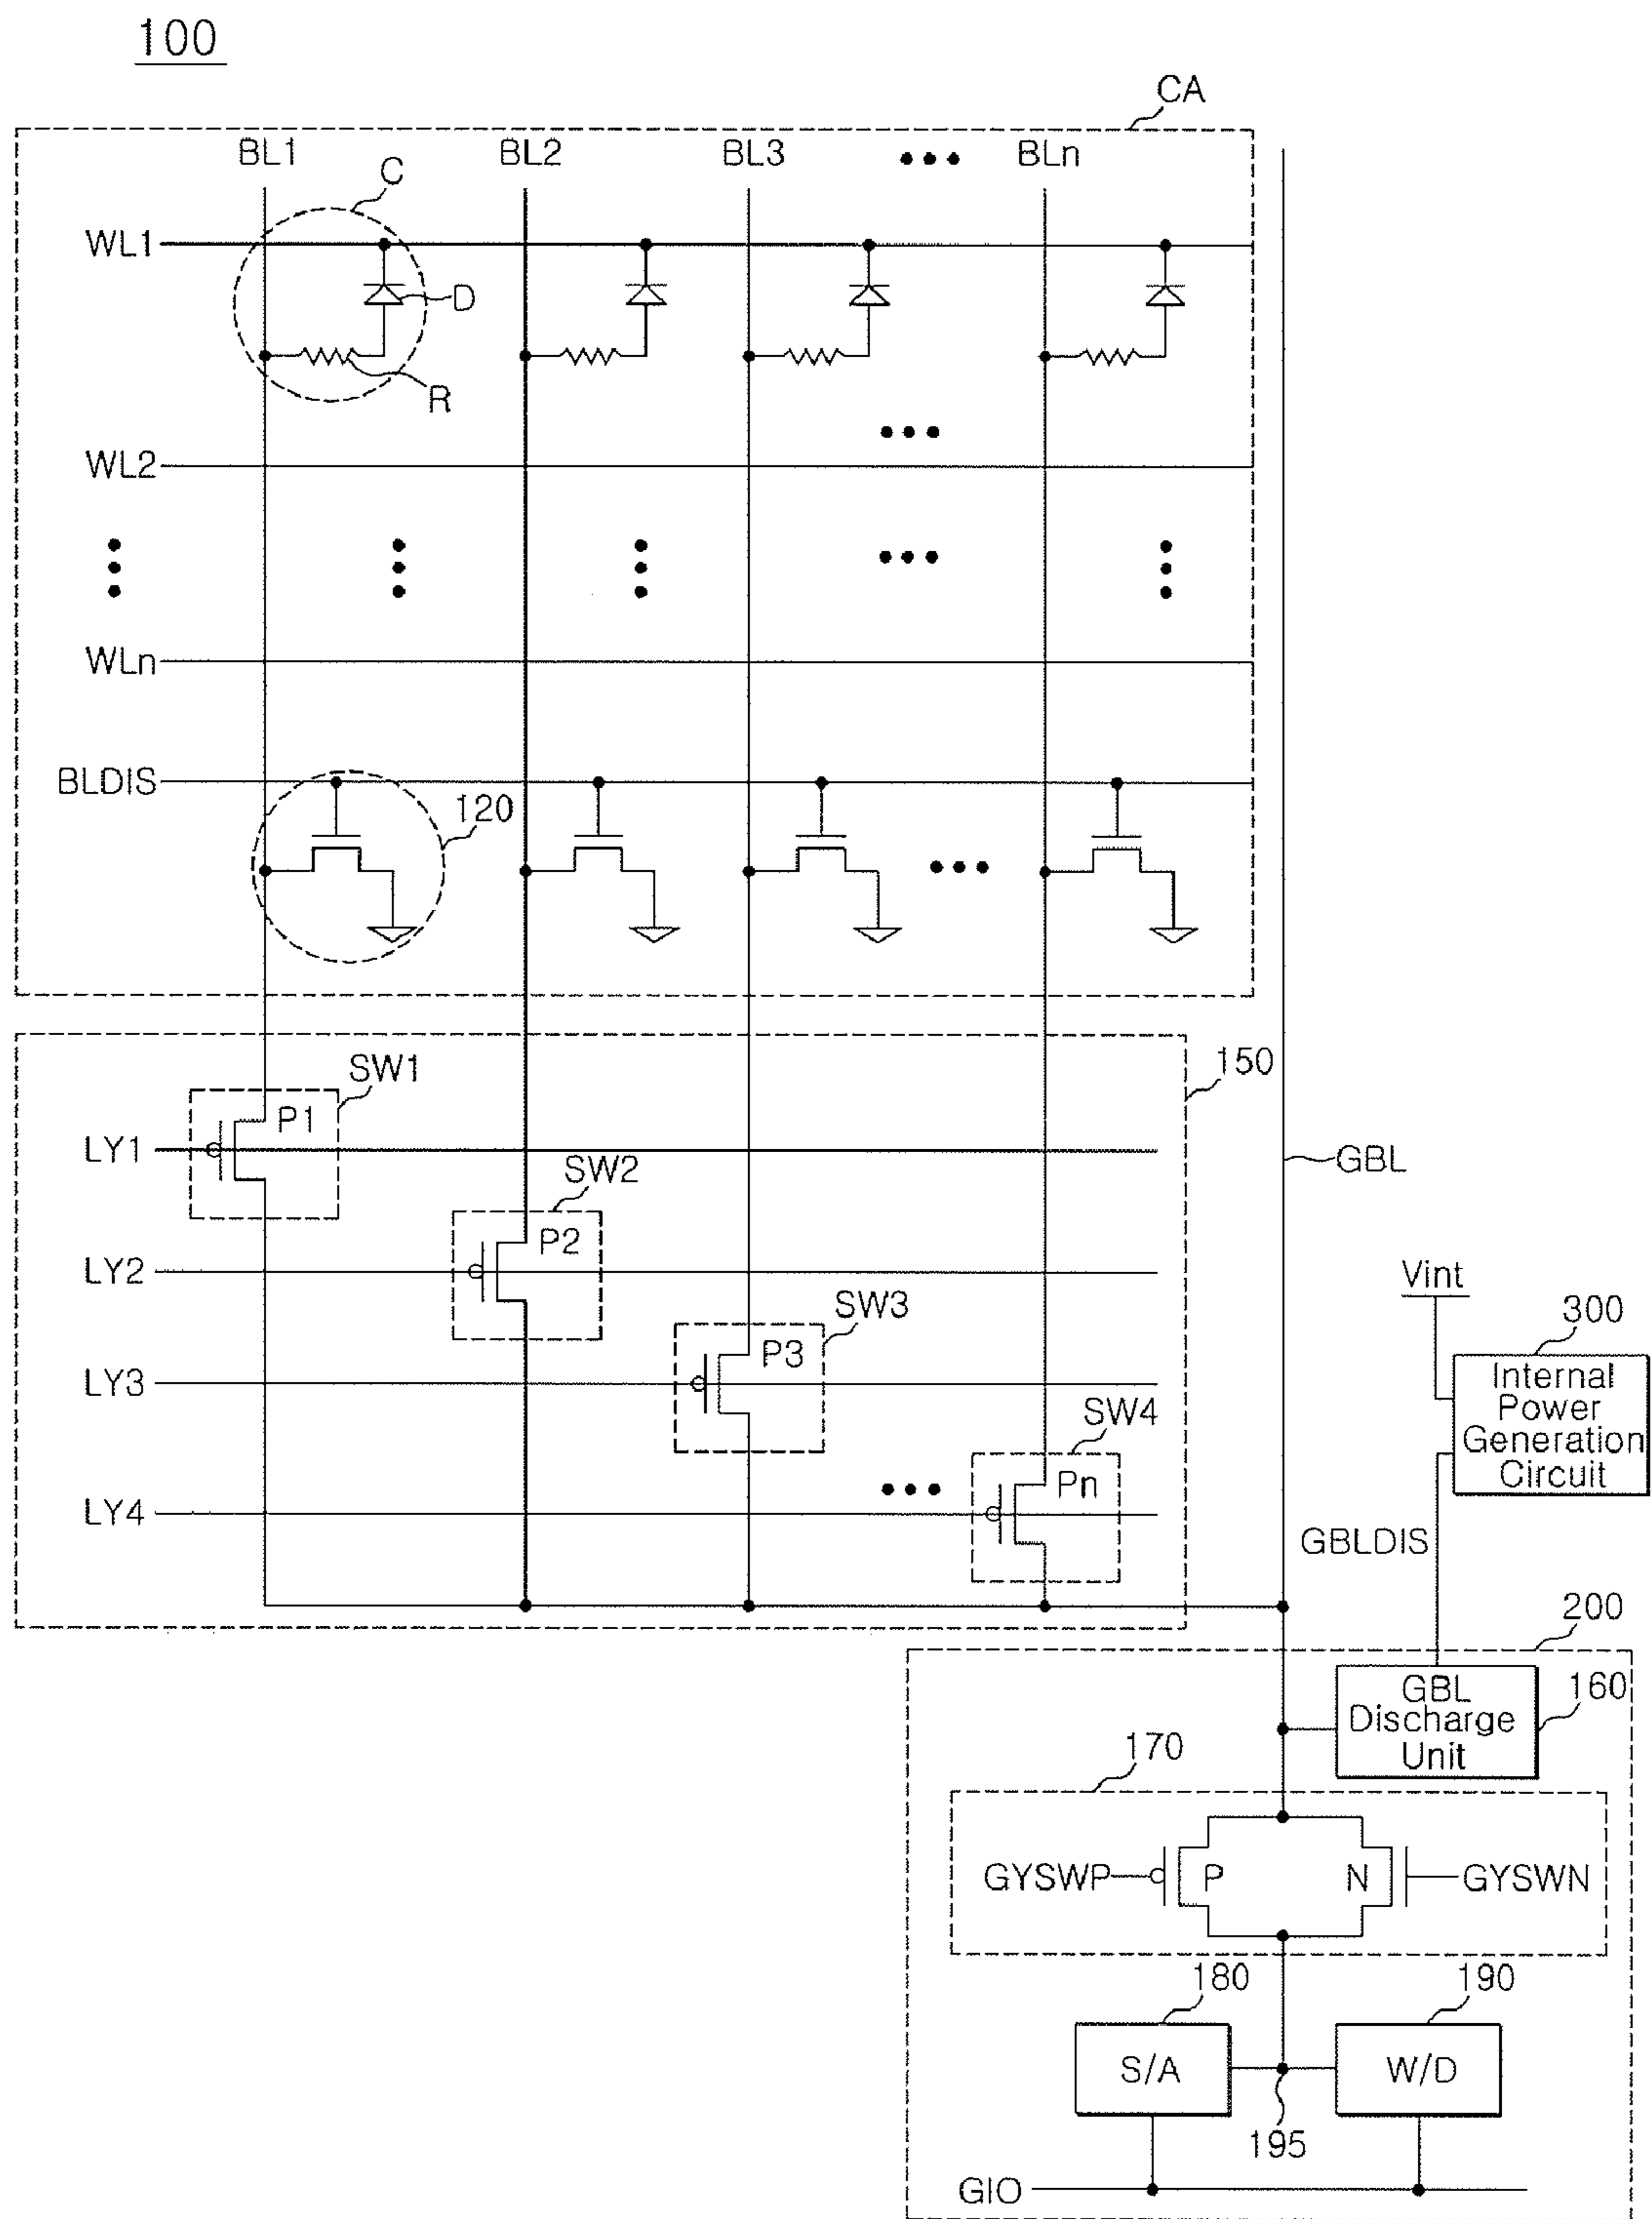 100
CA
BL1 BL2 BL3 BLn
C
WL1
D
R
WL2
WLn
BLDIS
120
150
SW1
P1
LY1
GBL
SW2
P2
LY2
Vint
300
SW3
P3
LY3
Internal
Power
Generation
Circuit
SW4
Pn
LY4
GBLDIS
200
GBL
Discharge
Unit
160
170
GYSWP P N GYSWN
180 190
S/A W/D
195
GIO